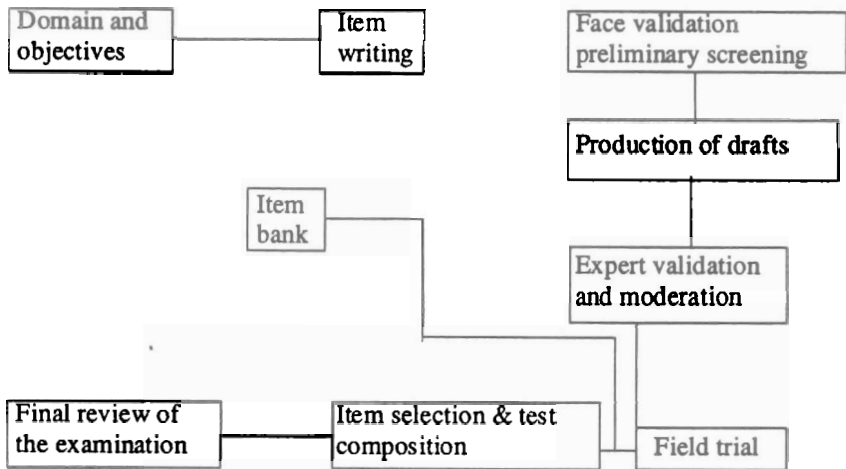 Domain and
objectives
Item
writing
Face validation
preliminary screening
Production of drafts
Item
bank
Expert validation
and moderation
Final review of
the examination
Item selection & test
composition
Field trial